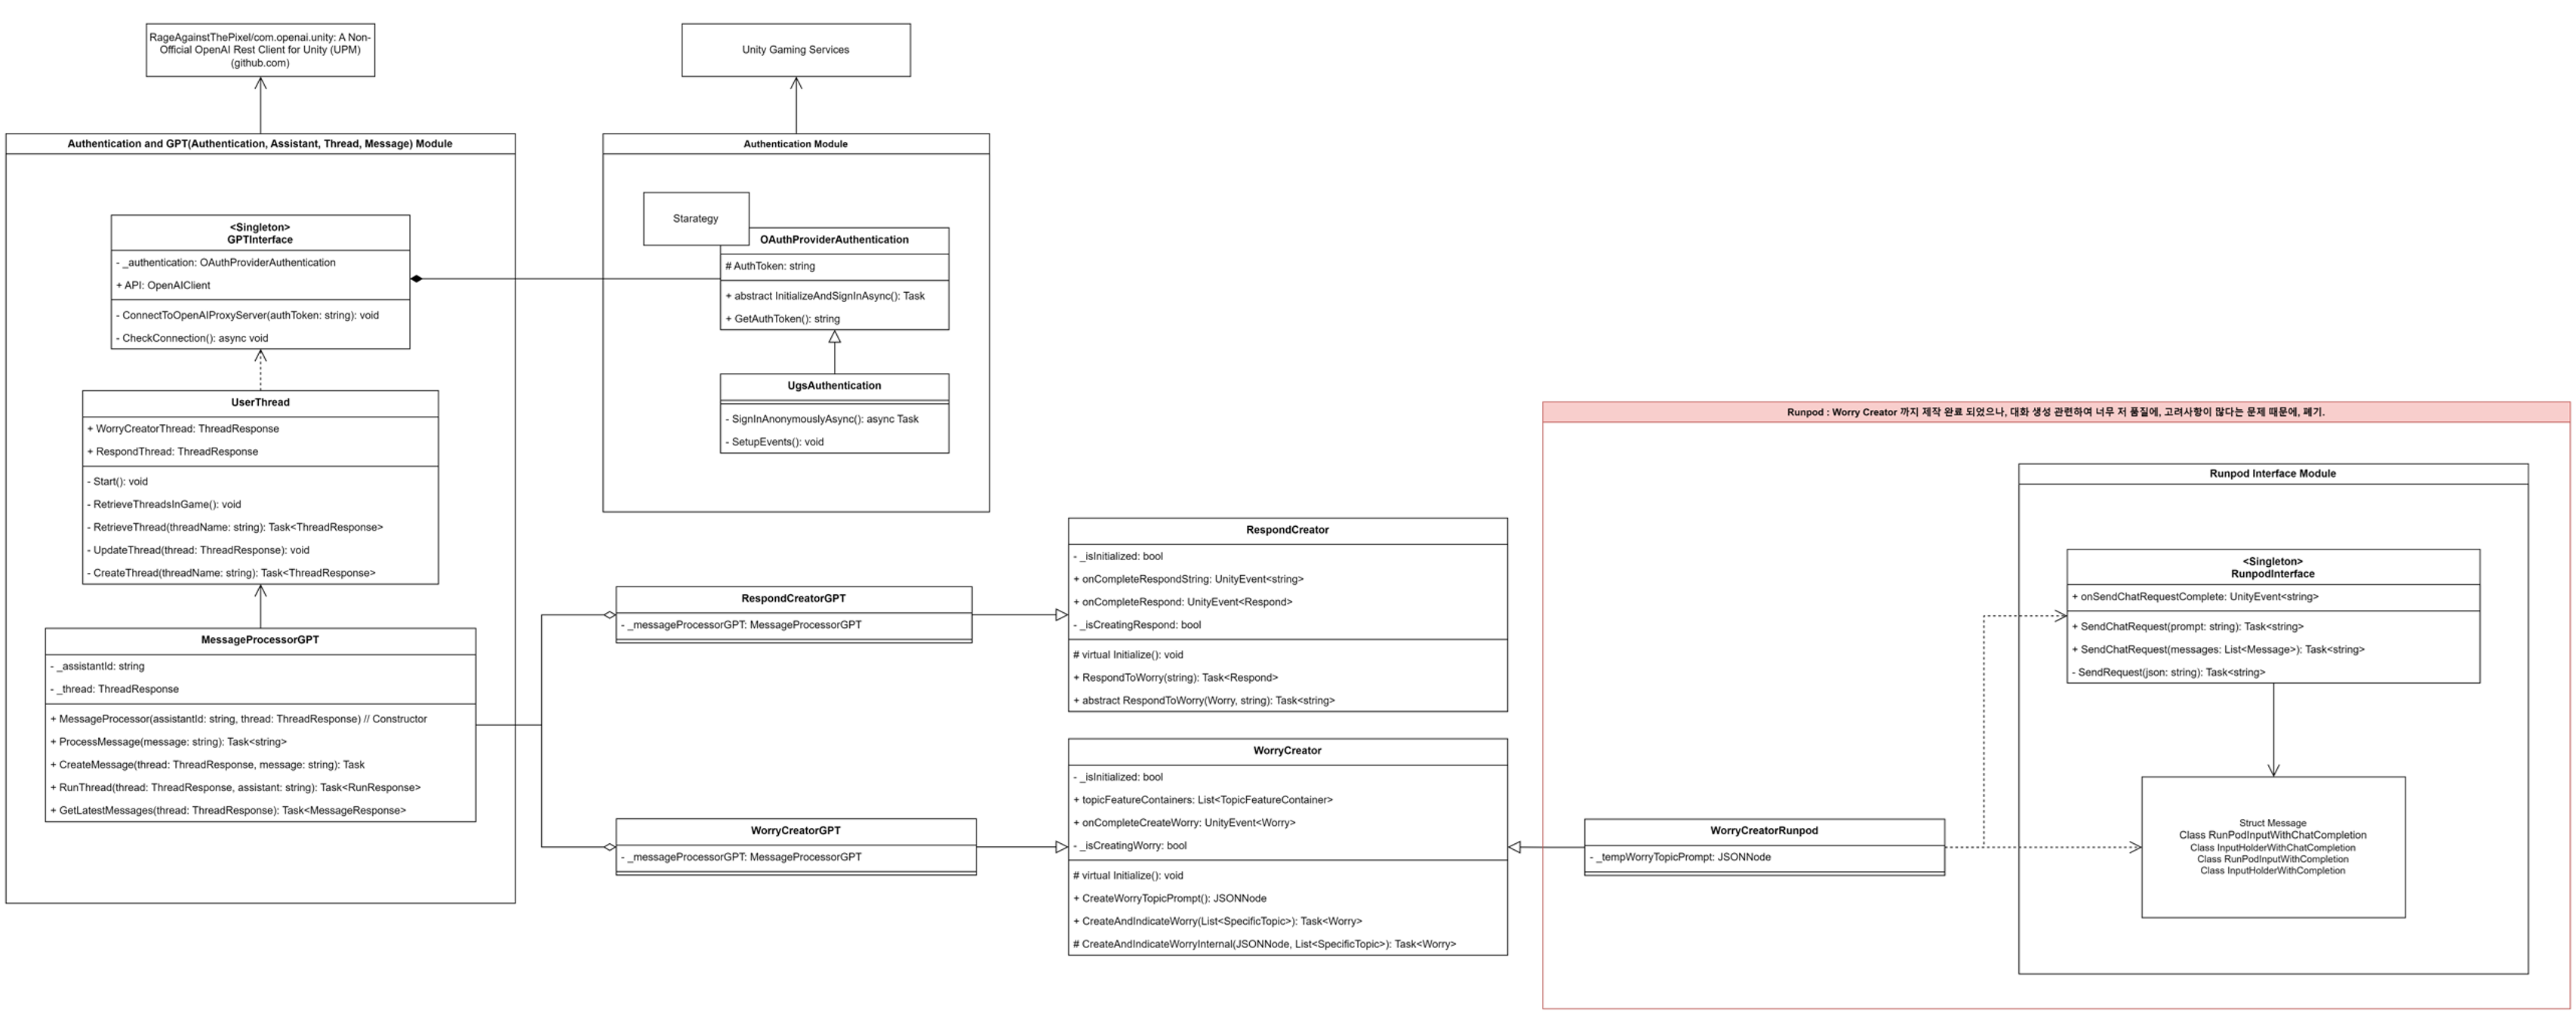 RageAgainstThePixel/com.openai.unity: A Non-
Official OpenAI Rest Client for Unity (UPM)
(github.com)
Unity Gaming Services
Authentication and GPT(Authentication, Assistant, Thread, Message) Module
<Singleton>
GPTInterface
- _authentication: OAuthProviderAuthentication
+ API: OpenAIClient
- ConnectToOpenAIProxyServer(authToken: string): void
- CheckConnection(): async void
UserThread
+ WorryCreatorThread: ThreadResponse
+ RespondThread: ThreadResponse
- Start(): void
- RetrieveThreadsInGame(): void
- RetrieveThread(threadName: string): Task<ThreadResponse>
- UpdateThread(thread: ThreadResponse): void
- CreateThread(threadName: string): Task<ThreadResponse>
MessageProcessorGPT
- _assistantId: string
- _thread: ThreadResponse
+ MessageProcessor(assistantId: string, thread: ThreadResponse) // Constructor
+ ProcessMessage(message: string): Task<string>
+ CreateMessage(thread: ThreadResponse, message: string): Task
+ RunThread(thread: ThreadResponse, assistant: string): Task<RunResponse>
+ GetLatestMessages(thread: ThreadResponse): Task<MessageResponse>
Authentication Module
Starategy
OAuthProviderAuthentication
# AuthToken: string
+ abstract InitializeAndSignInAsync(): Task
+ GetAuthToken(): string
UgsAuthentication
- SignInAnonymouslyAsync(): async Task
- SetupEvents(): void
RespondCreatorGPT
- _messageProcessorGPT: MessageProcessorGPT
WorryCreatorGPT
- _messageProcessorGPT: MessageProcessorGPT
RespondCreator
- _isInitialized: bool
+ onCompleteRespondString: UnityEvent<string>
+ onCompleteRespond: UnityEvent<Respond>
- _isCreatingRespond: bool
# virtual Initialize(): void
+ RespondToWorry(string): Task<Respond>
+ abstract RespondToWorry(Worry, string): Task<string>
WorryCreator
- _isInitialized: bool
+ topicFeatureContainers: List<TopicFeatureContainer>
+ onCompleteCreateWorry: UnityEvent<Worry>
- _isCreatingWorry: bool
# virtual Initialize(): void
+ CreateWorryTopicPrompt(): JSONNode
+ CreateAndIndicateWorry(List<SpecificTopic>): Task<Worry>
# CreateAndIndicateWorryInternal(JSONNode, List<SpecificTopic>): Task<Worry>
Runpod : Worry Creator 까지 제작 완료 되었으나, 대화 생성 관련하여 너무 저 품질에, 고려사항이 많다는 문제 때문에, 폐기.
WorryCreatorRunpod
- _tempWorryTopicPrompt: JSONNode
Runpod Interface Module
<Singleton>
RunpodInterface
+ onSendChatRequestComplete: UnityEvent<string>
+ SendChatRequest(prompt: string): Task<string>
+ SendChatRequest(messages: List<Message>): Task<string>
- SendRequest(json: string): Task<string>
Struct Message
Class RunPodInputWithChatCompletion
Class InputHolderWithChatCompletion
Class RunPodInputWithCompletion
Class InputHolderWithCompletion